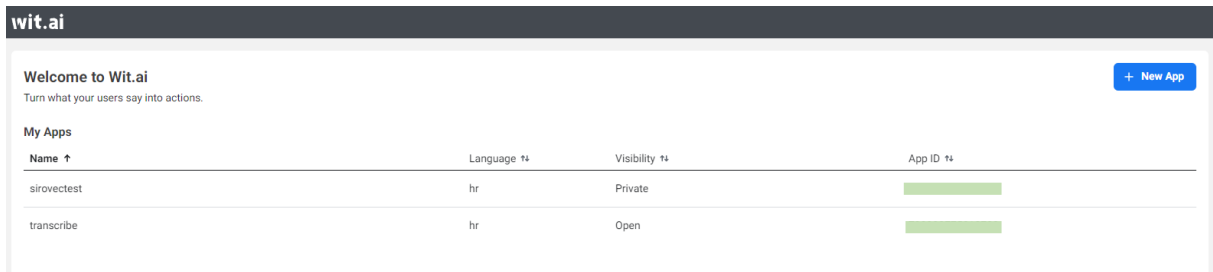 wit.ai
Welcome to Wit.ai
+ New App
Turn what your users say into actions.
My Apps
Name ↑ Language ↑↓ Visibility ↑↓ App ID ↑↓
sirovectest hr Private
transcribe hr Open